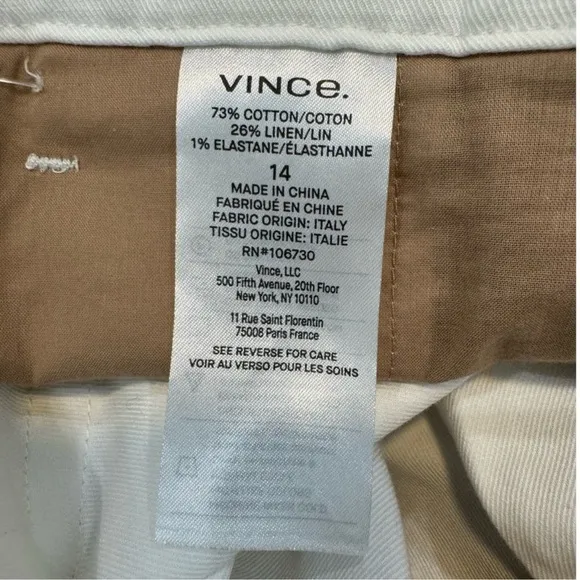 VINCE.
73% COTTON/COTON
26% LINEN/LIN
1% ELASTANE/ÉLASTHANNE
14
MADE IN CHINA
FABRIQUÉ EN CHINE
FABRIC ORIGIN: ITALY
TISSU ORIGINE: ITALIE
RN#106730
Vince, LLC
500 Fifth Avenue, 20th Floor
New York, NY 10110
11 Rue Saint Florentin
75008 Paris France
SEE REVERSE FOR CARE
VOIR AU VERSO POUR LES SOINS